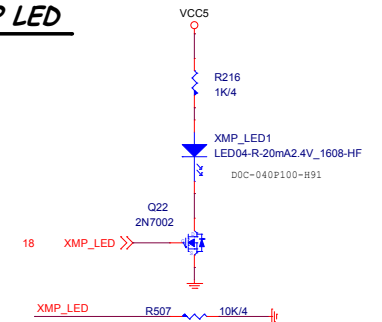 P LED
VCC5
R216
1K/4
XMP_LED1
LED04-R-20mA2.4V_1608-HF
D0C-040P100-H91
Q22
2N7002
18 XMP_LED
XMP_LED R507 10K/4